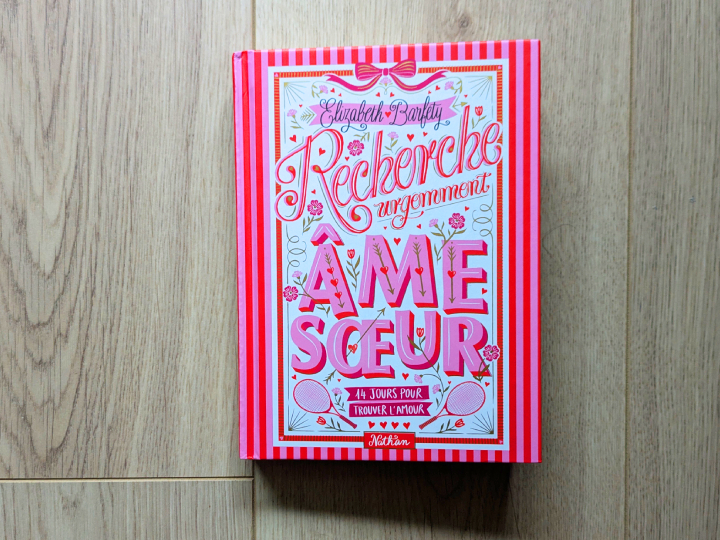 Elizabeth Barféty
Recherche
urgemment
ÂME
SŒUR
14 JOURS POUR
TROUVER L'AMOUR
Nathan